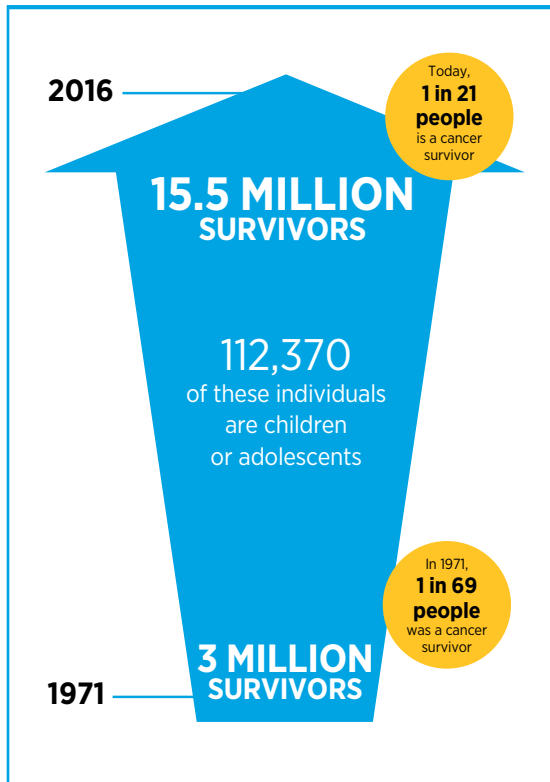 2016
Today,
1 in 21
people
is a cancer
survivor
15.5 MILLION
SURVIVORS
112,370
of these individuals
are children
or adolescents
In 1971,
1 in 69
people
was a cancer
survivor
3 MILLION
SURVIVORS
1971